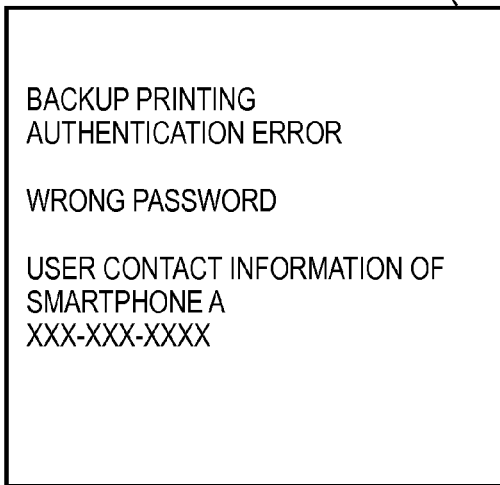 BACKUP PRINTING
AUTHENTICATION ERROR
WRONG PASSWORD
USER CONTACT INFORMATION OF
SMARTPHONE A
XXX-XXX-XXXX